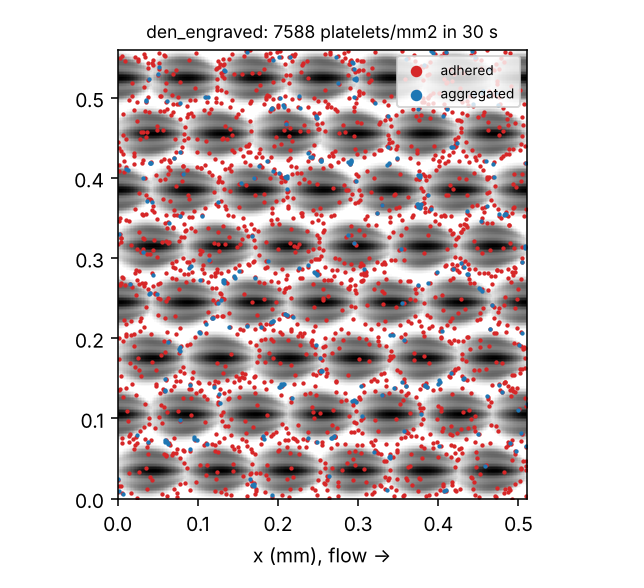 den_engraved: 7588 platelets/mm2 in 30 s
adhered
aggregated
0.5
0.4
0.3
0.2
0.1
0.0
0.0 0.1 0.2 0.3 0.4 0.5
x (mm), flow →